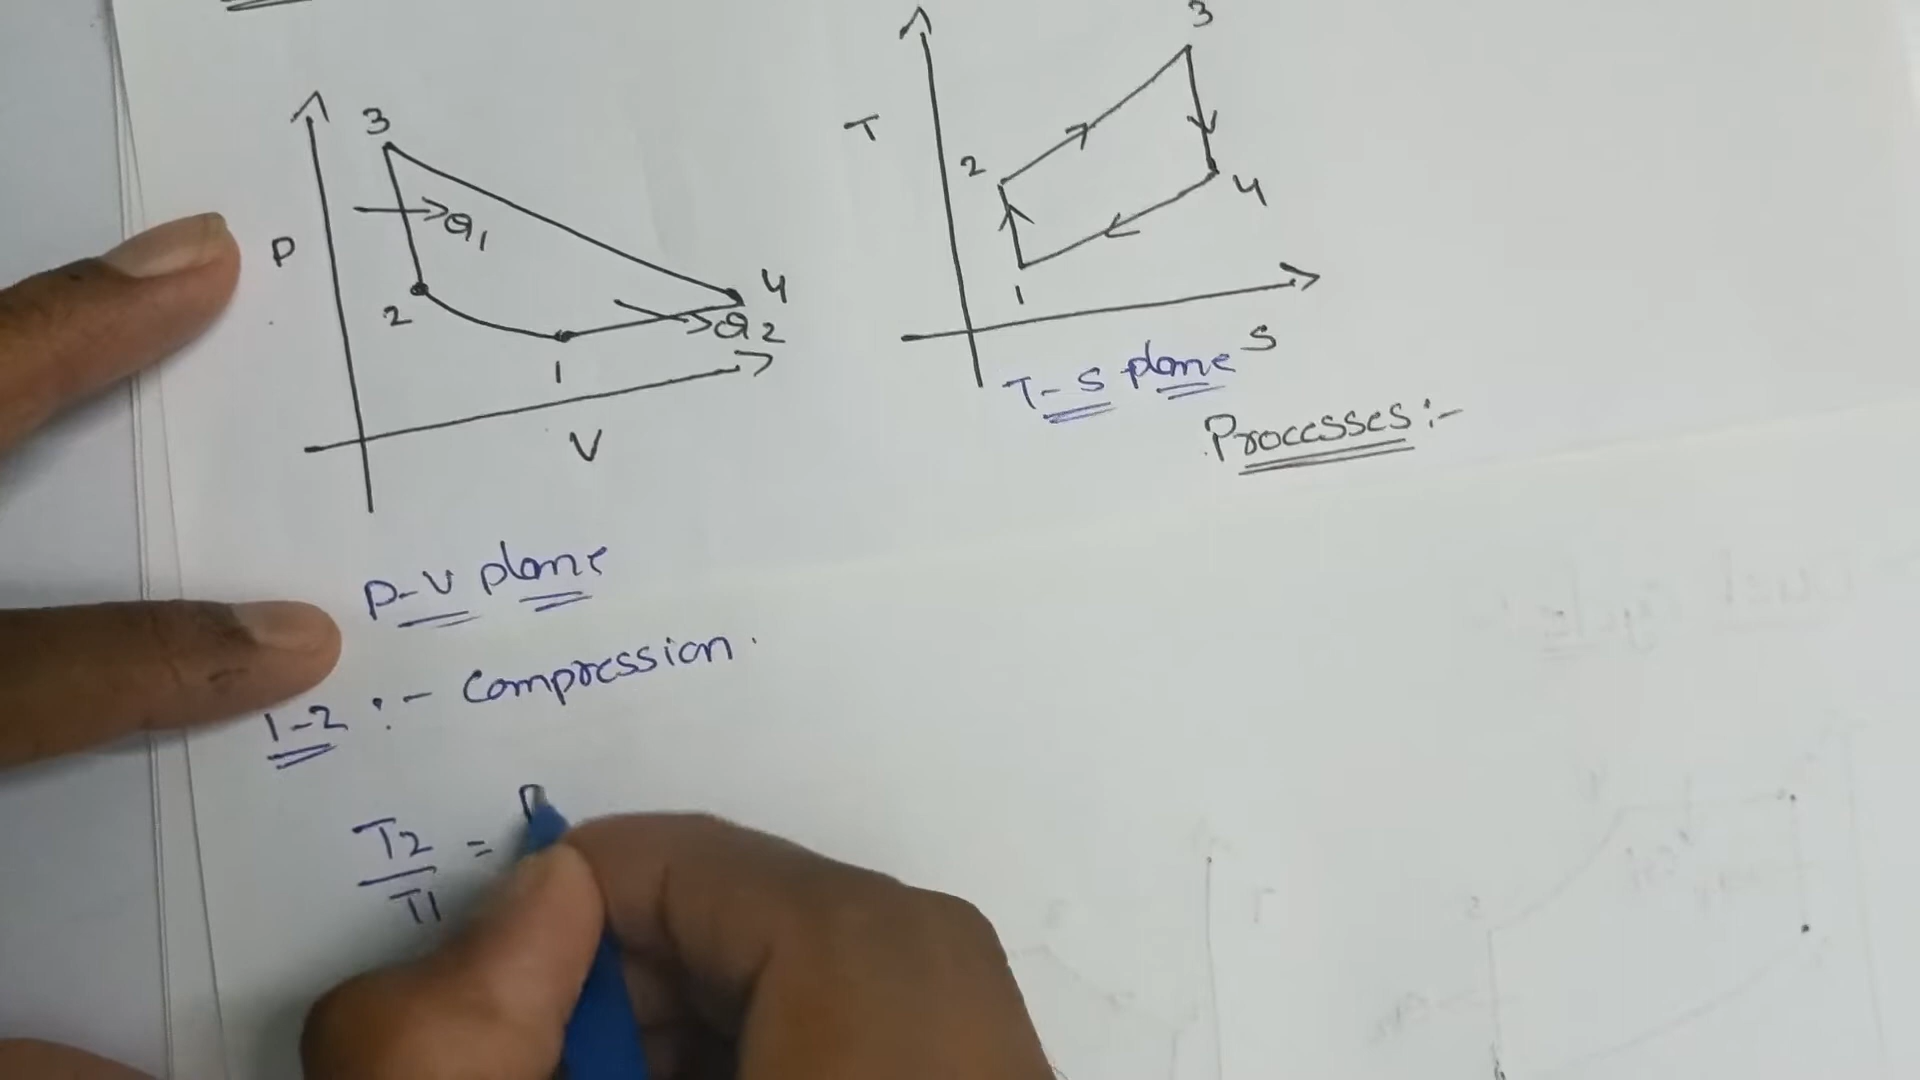 3
P
Q1
2
4
Q2
1
V
P-V plane
3
T
2
4
1
S
T-S plane
Processes:-
1-2 :- Compression.
T2
T1
=